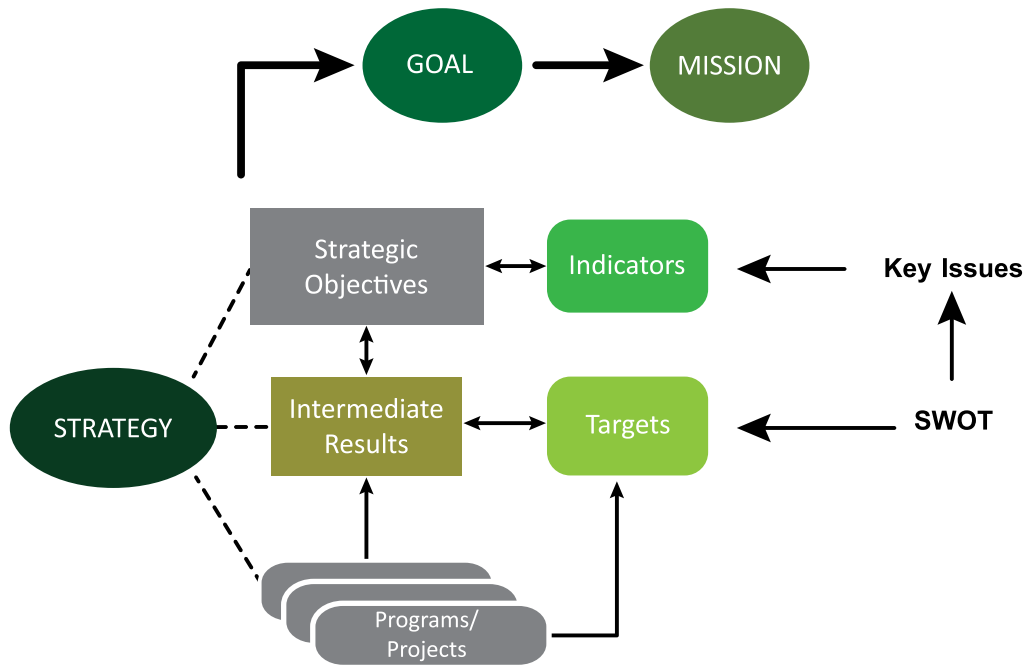 GOAL
MISSION
Strategic
Objectives
Indicators
Key Issues
STRATEGY
Intermediate
Results
Targets
SWOT
Programs/
Projects